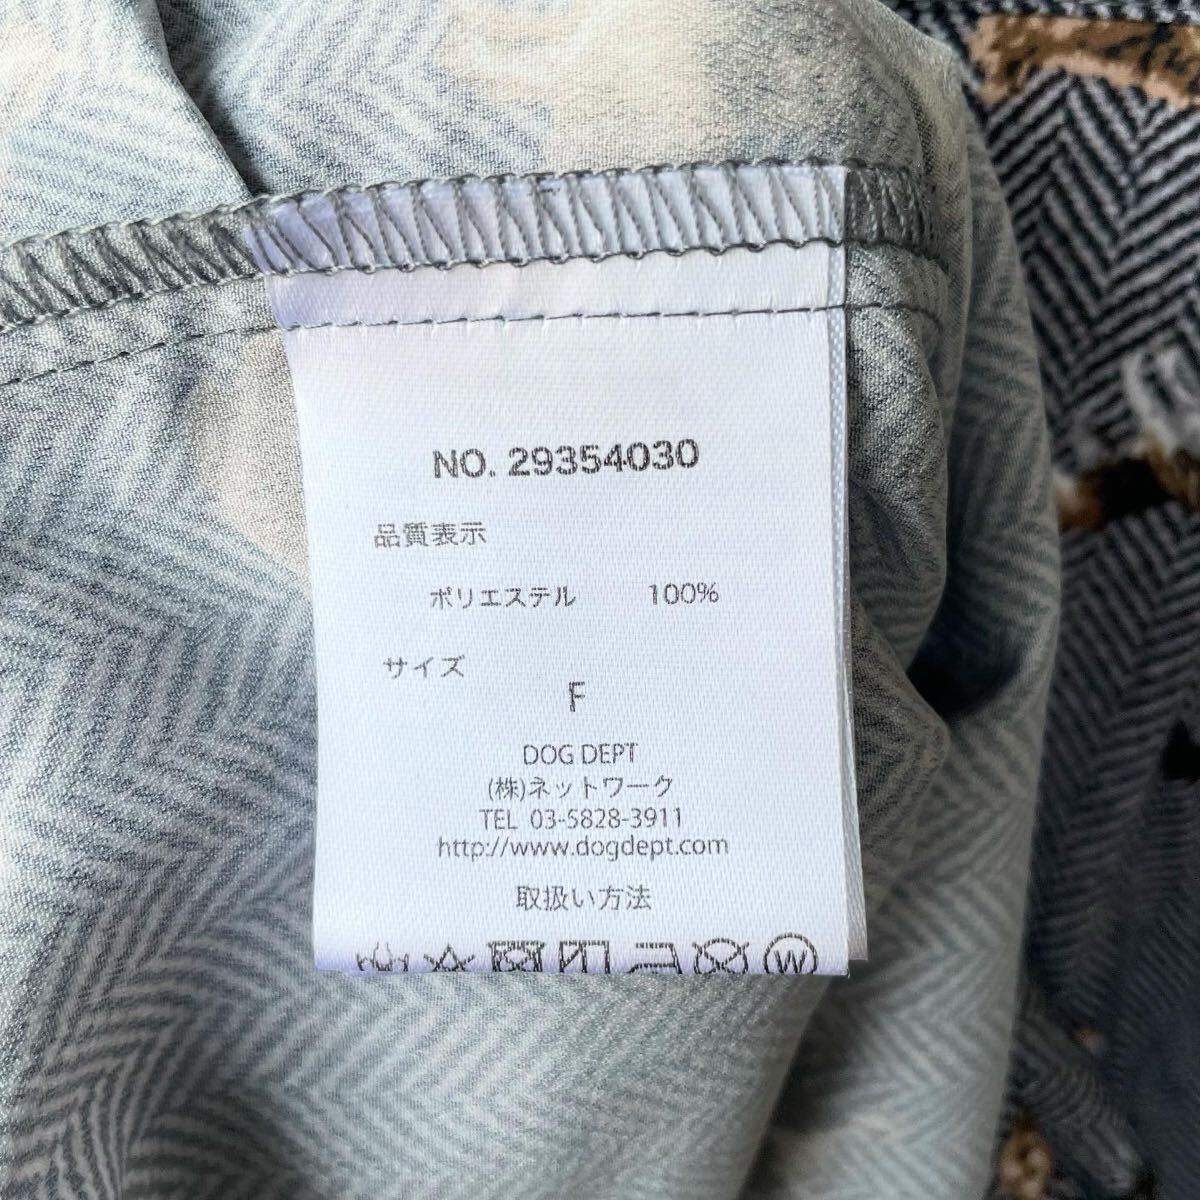 NO. 29354030
品質表示
ポリエステル 100%
サイズ
F
DOG DEPT
(株)ネットワーク
TEL 03-5828-3911
http://www.dogdept.com
取扱い方法
W